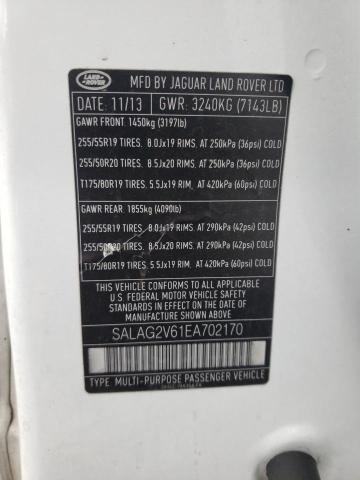 LAND ROVER
MFD BY JAGUAR LAND ROVER LTD
DATE: 11/13 GWR: 3240KG (7143LB)
GAWR FRONT: 1450kg (3197lb)
255/55R19 TIRES. 8.0Jx19 RIMS, AT 250kPa (36psi) COLD
255/50R20 TIRES. 8.5Jx20 RIMS, AT 250kPa (36psi) COLD
T175/80R19 TIRES. 5.5Jx19 RIM, AT 420kPa (60psi) COLD
GAWR REAR: 1855kg (4090lb)
255/55R19 TIRES. 8.0Jx19 RIMS, AT 290kPa (42psi) COLD
255/50R20 TIRES. 8.5Jx20 RIMS, AT 290kPa (42psi) COLD
T175/80R19 TIRES. 5.5Jx19 RIM, AT 420kPa (60psi) COLD
THIS VEHICLE CONFORMS TO ALL APPLICABLE
U.S. FEDERAL MOTOR VEHICLE SAFETY
STANDARDS IN EFFECT ON THE DATE
OF MANUFACTURE SHOWN ABOVE
SALAG2V61EA702170
TYPE: MULTI-PURPOSE PASSENGER VEHICLE